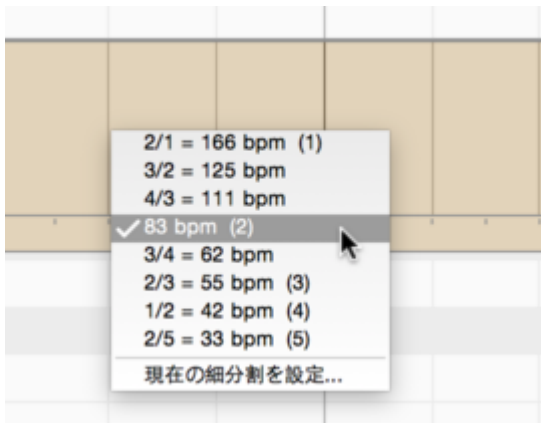 2/1 = 166 bpm (1)
3/2 = 125 bpm
4/3 = 111 bpm
✓83 bpm (2)
3/4 = 62 bpm
2/3 = 55 bpm (3)
1/2 = 42 bpm (4)
2/5 = 33 bpm (5)
現在の細分割を設定...